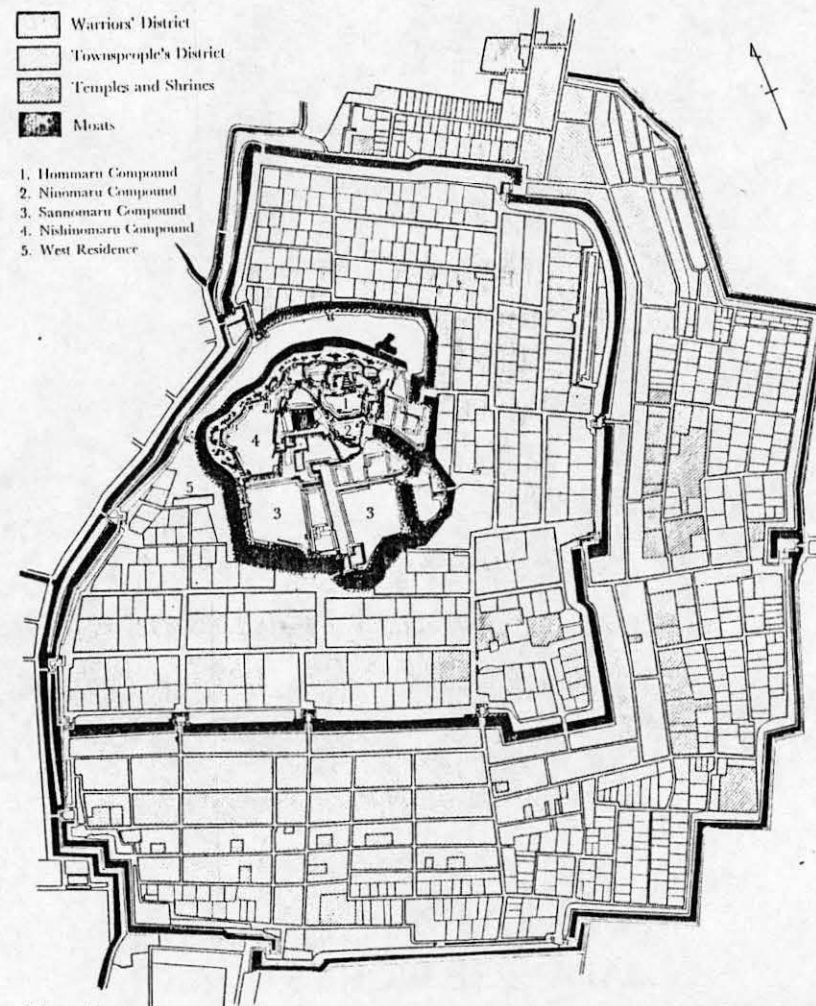 Warriors' District
Townspeople's District
Temples and Shrines
Moats
1. Hommaru Compound
2. Ninomaru Compound
3. Sannomaru Compound
4. Nishinomaru Compound
5. West Residence
1
2
4
5
3
3